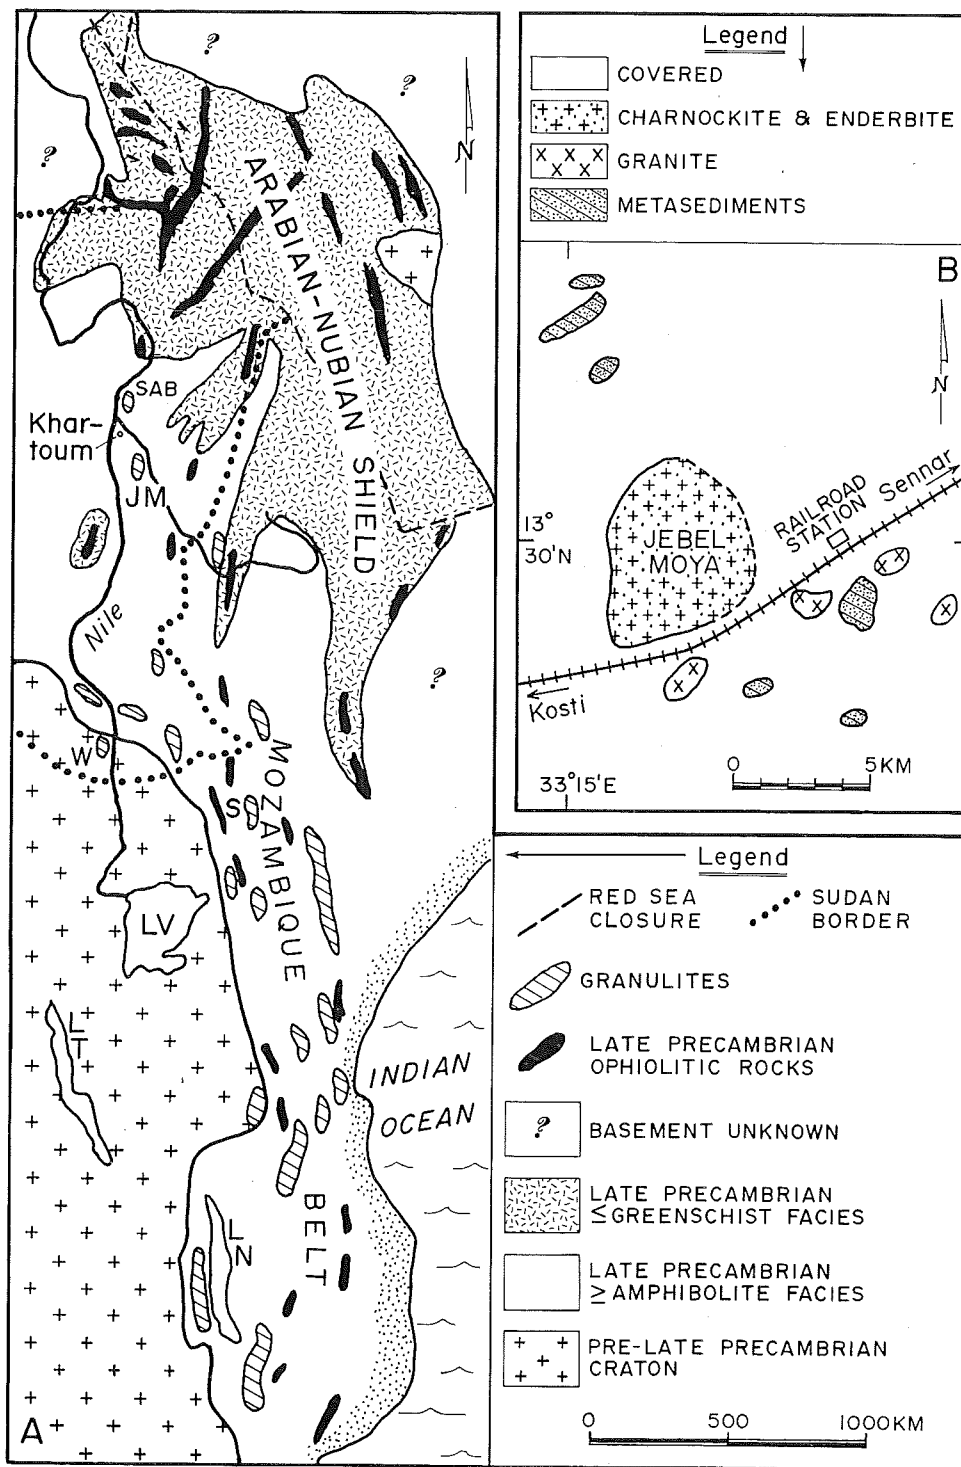 ?
?
?
N
ARABIAN-NUBIAN SHIELD
SAB
Khar-
toum
JM
Nile
?
W
S
MOZAMBIQUE
BELT
LV
L
T
INDIAN
OCEAN
L
N
A
Legend
COVERED
CHARNOCKITE & ENDERBITE
GRANITE
METASEDIMENTS
B
N
13°
30'N
JEBEL
MOYA
RAILROAD
STATION
Sennar
Kosti
33°15'E
0 5KM
Legend
RED SEA
CLOSURE
SUDAN
BORDER
GRANULITES
LATE PRECAMBRIAN
OPHIOLITIC ROCKS
?
BASEMENT UNKNOWN
LATE PRECAMBRIAN
≤GREENSCHIST FACIES
LATE PRECAMBRIAN
≥AMPHIBOLITE FACIES
PRE-LATE PRECAMBRIAN
CRATON
0 500 1000KM